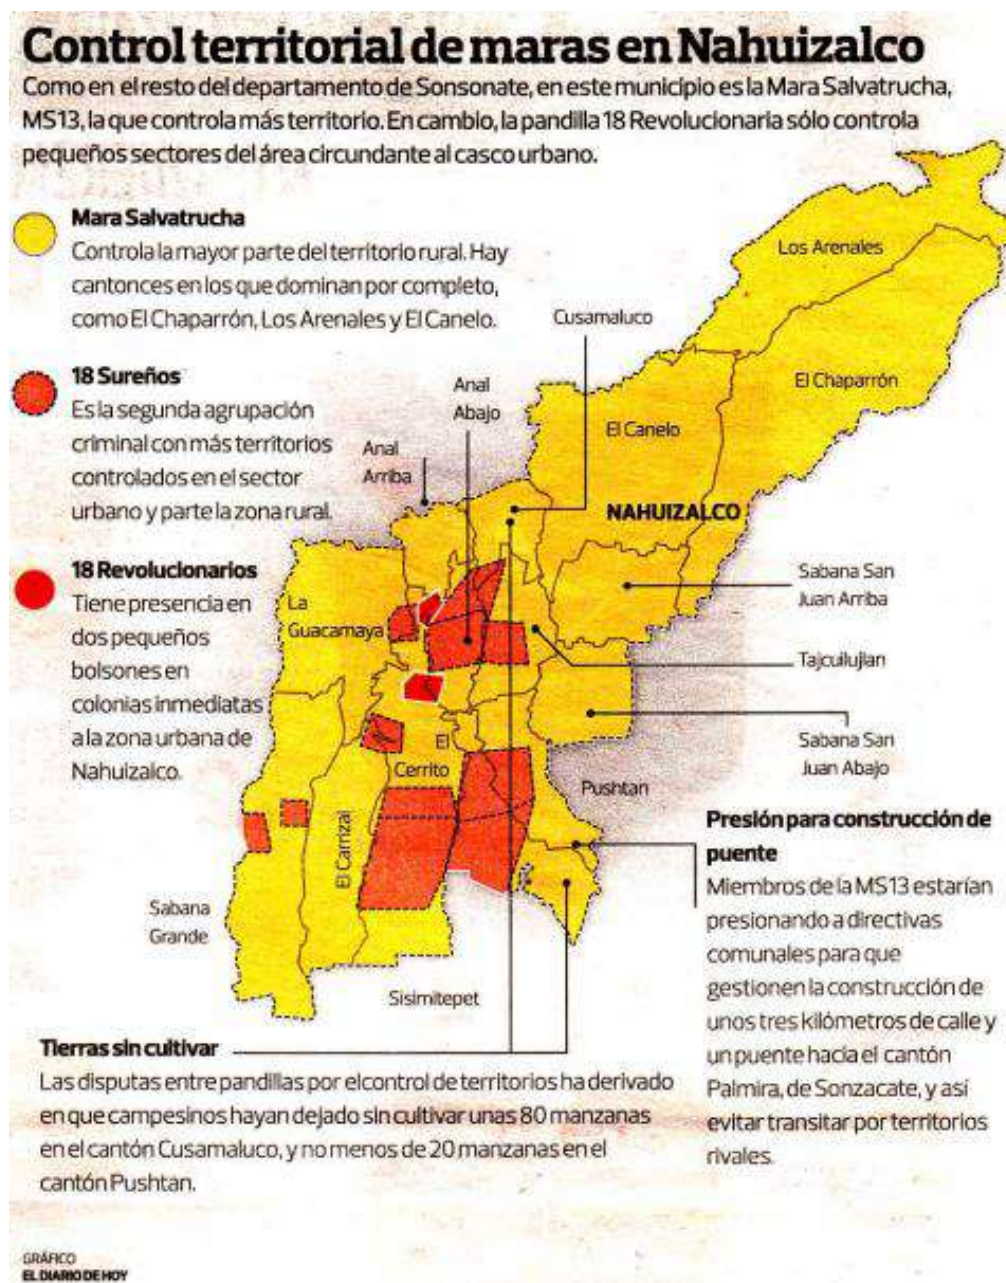 Control territorial de maras en Nahuizalco
Como en el resto del departamento de Sonsonate, en este municipio es la Mara Salvatrucha,
MS13, la que controla más territorio. En cambio, la pandilla 18 Revolucionaria sólo controla
pequeños sectores del área circundante al casco urbano.
Mara Salvatrucha
Controla la mayor parte del territorio rural. Hay
cantonces en los que dominan por completo,
como El Chaparrón, Los Arenales y El Canelo.
18 Sureños
Es la segunda agrupación
criminal con más territorios
controlados en el sector
urbano y parte la zona rural.
18 Revolucionarios
Tiene presencia en
dos pequeños
bolsones en
colonias inmediatas
a la zona urbana de
Nahuizalco.
Los Arenales
Cusamaluco
El Chaparrón
Anal
Abajo
El Canelo
Anal
Arriba
NAHUIZALCO
Sabana San
Juan Arriba
La
Guacamaya
Tajcuilujlan
El
Cerrito
Sabana San
Juan Abajo
Pushtan
El Carrizal
Sabana
Grande
Sisimitepet
Presión para construcción de
puente
Miembros de la MS13 estarían
presionando a directivas
comunales para que
gestionen la construcción de
unos tres kilómetros de calle y
un puente hacia el cantón
Palmira, de Sonzacate, y así
evitar transitar por territorios
rivales.
Tierras sin cultivar
Las disputas entre pandillas por el control de territorios ha derivado
en que campesinos hayan dejado sin cultivar unas 80 manzanas
en el cantón Cusamaluco, y no menos de 20 manzanas en el
cantón Pushtan.
GRÁFICO
EL DIARIO DE HOY